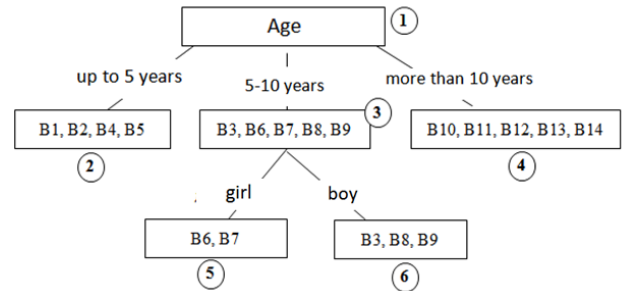 Age
1
up to 5 years
5-10 years
more than 10 years
B1, B2, B4, B5
B3, B6, B7, B8, B9
3
B10, B11, B12, B13, B14
2
4
girl
boy
B6, B7
B3, B8, B9
5
6